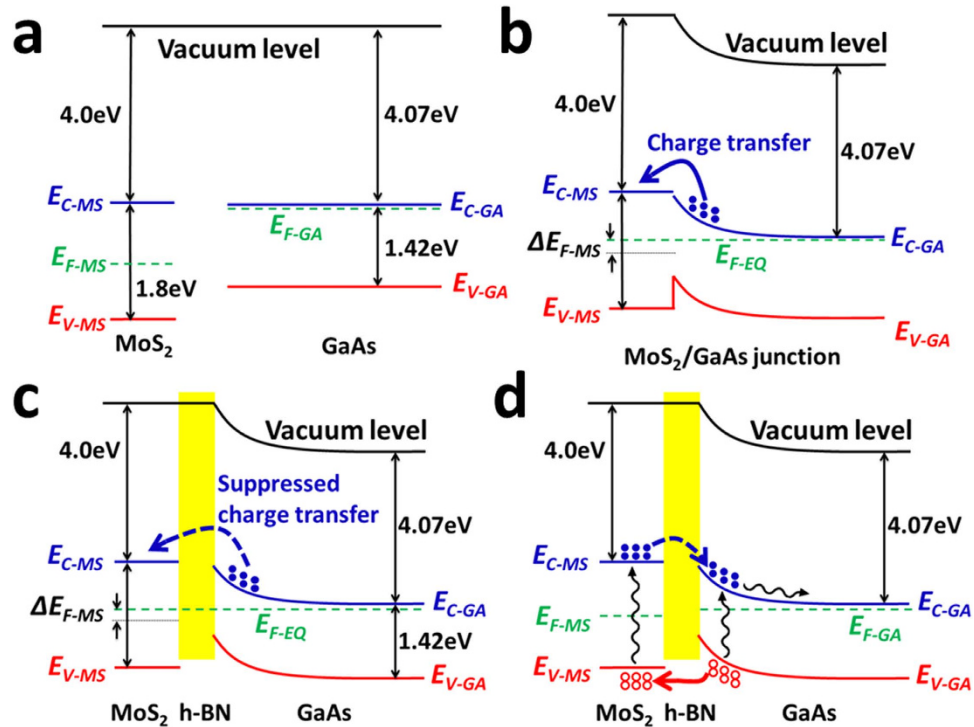 a
Vacuum level
4.0eV
4.07eV
E_C-MS
E_C-GA
E_F-GA
E_F-MS
1.42eV
1.8eV
E_V-GA
E_V-MS
MoS₂
GaAs
b
Vacuum level
4.0eV
Charge transfer
4.07eV
E_C-MS
ΔE_F-MS
E_C-GA
E_F-EQ
E_V-MS
E_V-GA
MoS₂/GaAs junction
c
Vacuum level
4.0eV
Suppressed
charge transfer
4.07eV
E_C-MS
ΔE_F-MS
E_C-GA
E_F-EQ
1.42eV
E_V-MS
E_V-GA
MoS₂ h-BN GaAs
d
Vacuum level
4.0eV
4.07eV
E_C-MS
E_C-GA
E_F-MS
E_F-GA
E_V-MS
E_V-GA
MoS₂ h-BN GaAs